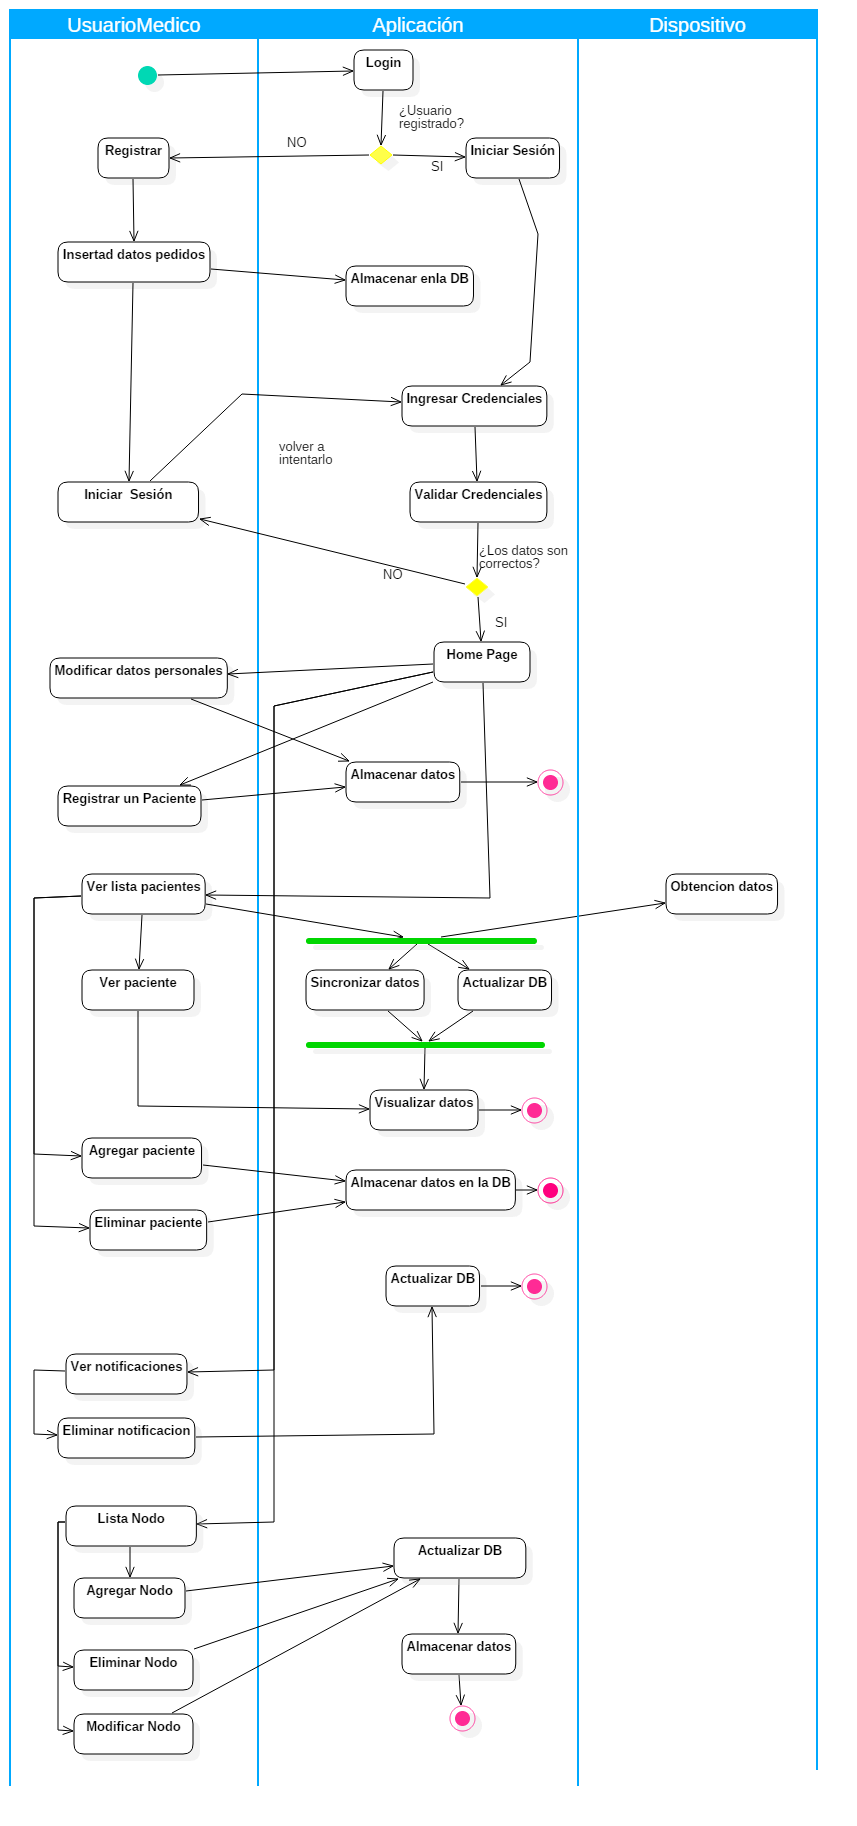 UsuarioMedico
Aplicación
Dispositivo
Login
¿Usuario
registrado?
NO
SI
Registrar
Iniciar Sesión
Insertad datos pedidos
Almacenar enla DB
Ingresar Credenciales
volver a
intentarlo
Iniciar  Sesión
Validar Credenciales
¿Los datos son
correctos?
NO
SI
Home Page
Modificar datos personales
Almacenar datos
Registrar un Paciente
Ver lista pacientes
Obtencion datos
Ver paciente
Sincronizar datos
Actualizar DB
Visualizar datos
Agregar paciente
Almacenar datos en la DB
Eliminar paciente
Actualizar DB
Ver notificaciones
Eliminar notificacion
Lista Nodo
Actualizar DB
Agregar Nodo
Almacenar datos
Eliminar Nodo
Modificar Nodo